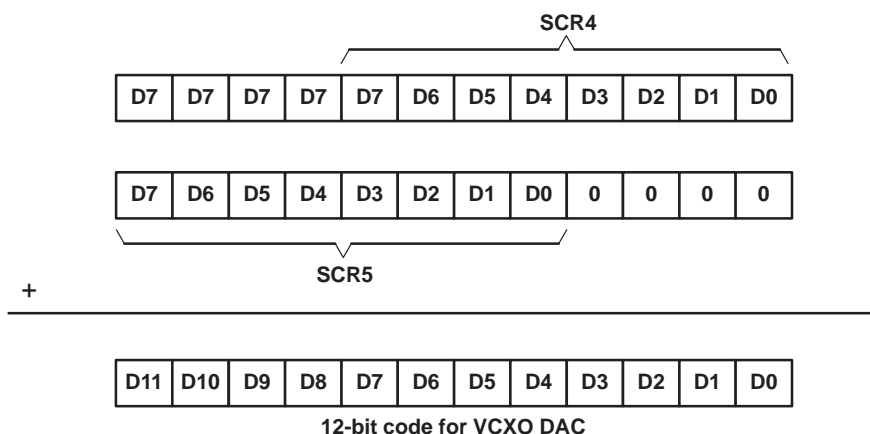 SCR4
D7 D7 D7 D7 D7 D6 D5 D4 D3 D2 D1 D0
D7 D6 D5 D4 D3 D2 D1 D0 0 0 0 0
SCR5
+
D11 D10 D9 D8 D7 D6 D5 D4 D3 D2 D1 D0
12-bit code for VCXO DAC